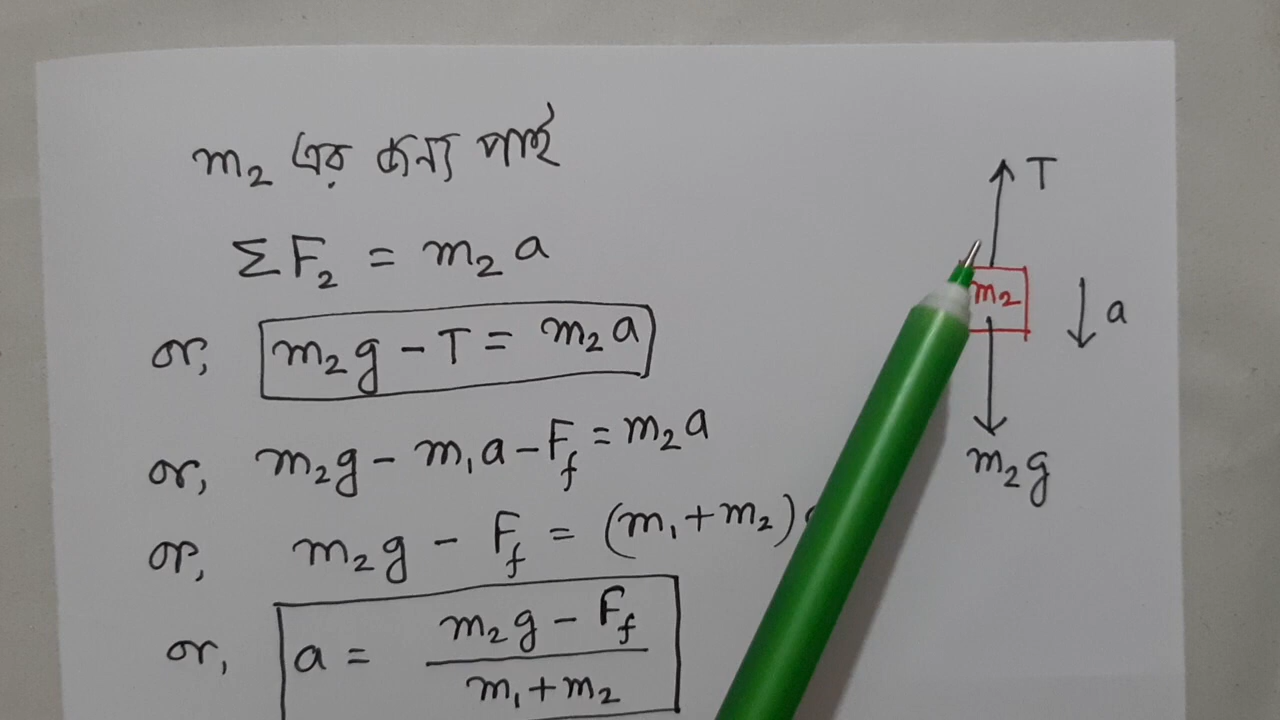 m₂ এর জন্য পাই
ΣF₂ = m₂a
or, m₂g - T = m₂a
or, m₂g - m₁a - F_f = m₂a
or, m₂g - F_f = (m₁+m₂)
or, a = (m₂g - F_f)/(m₁+m₂)
T
m₂
a
m₂g